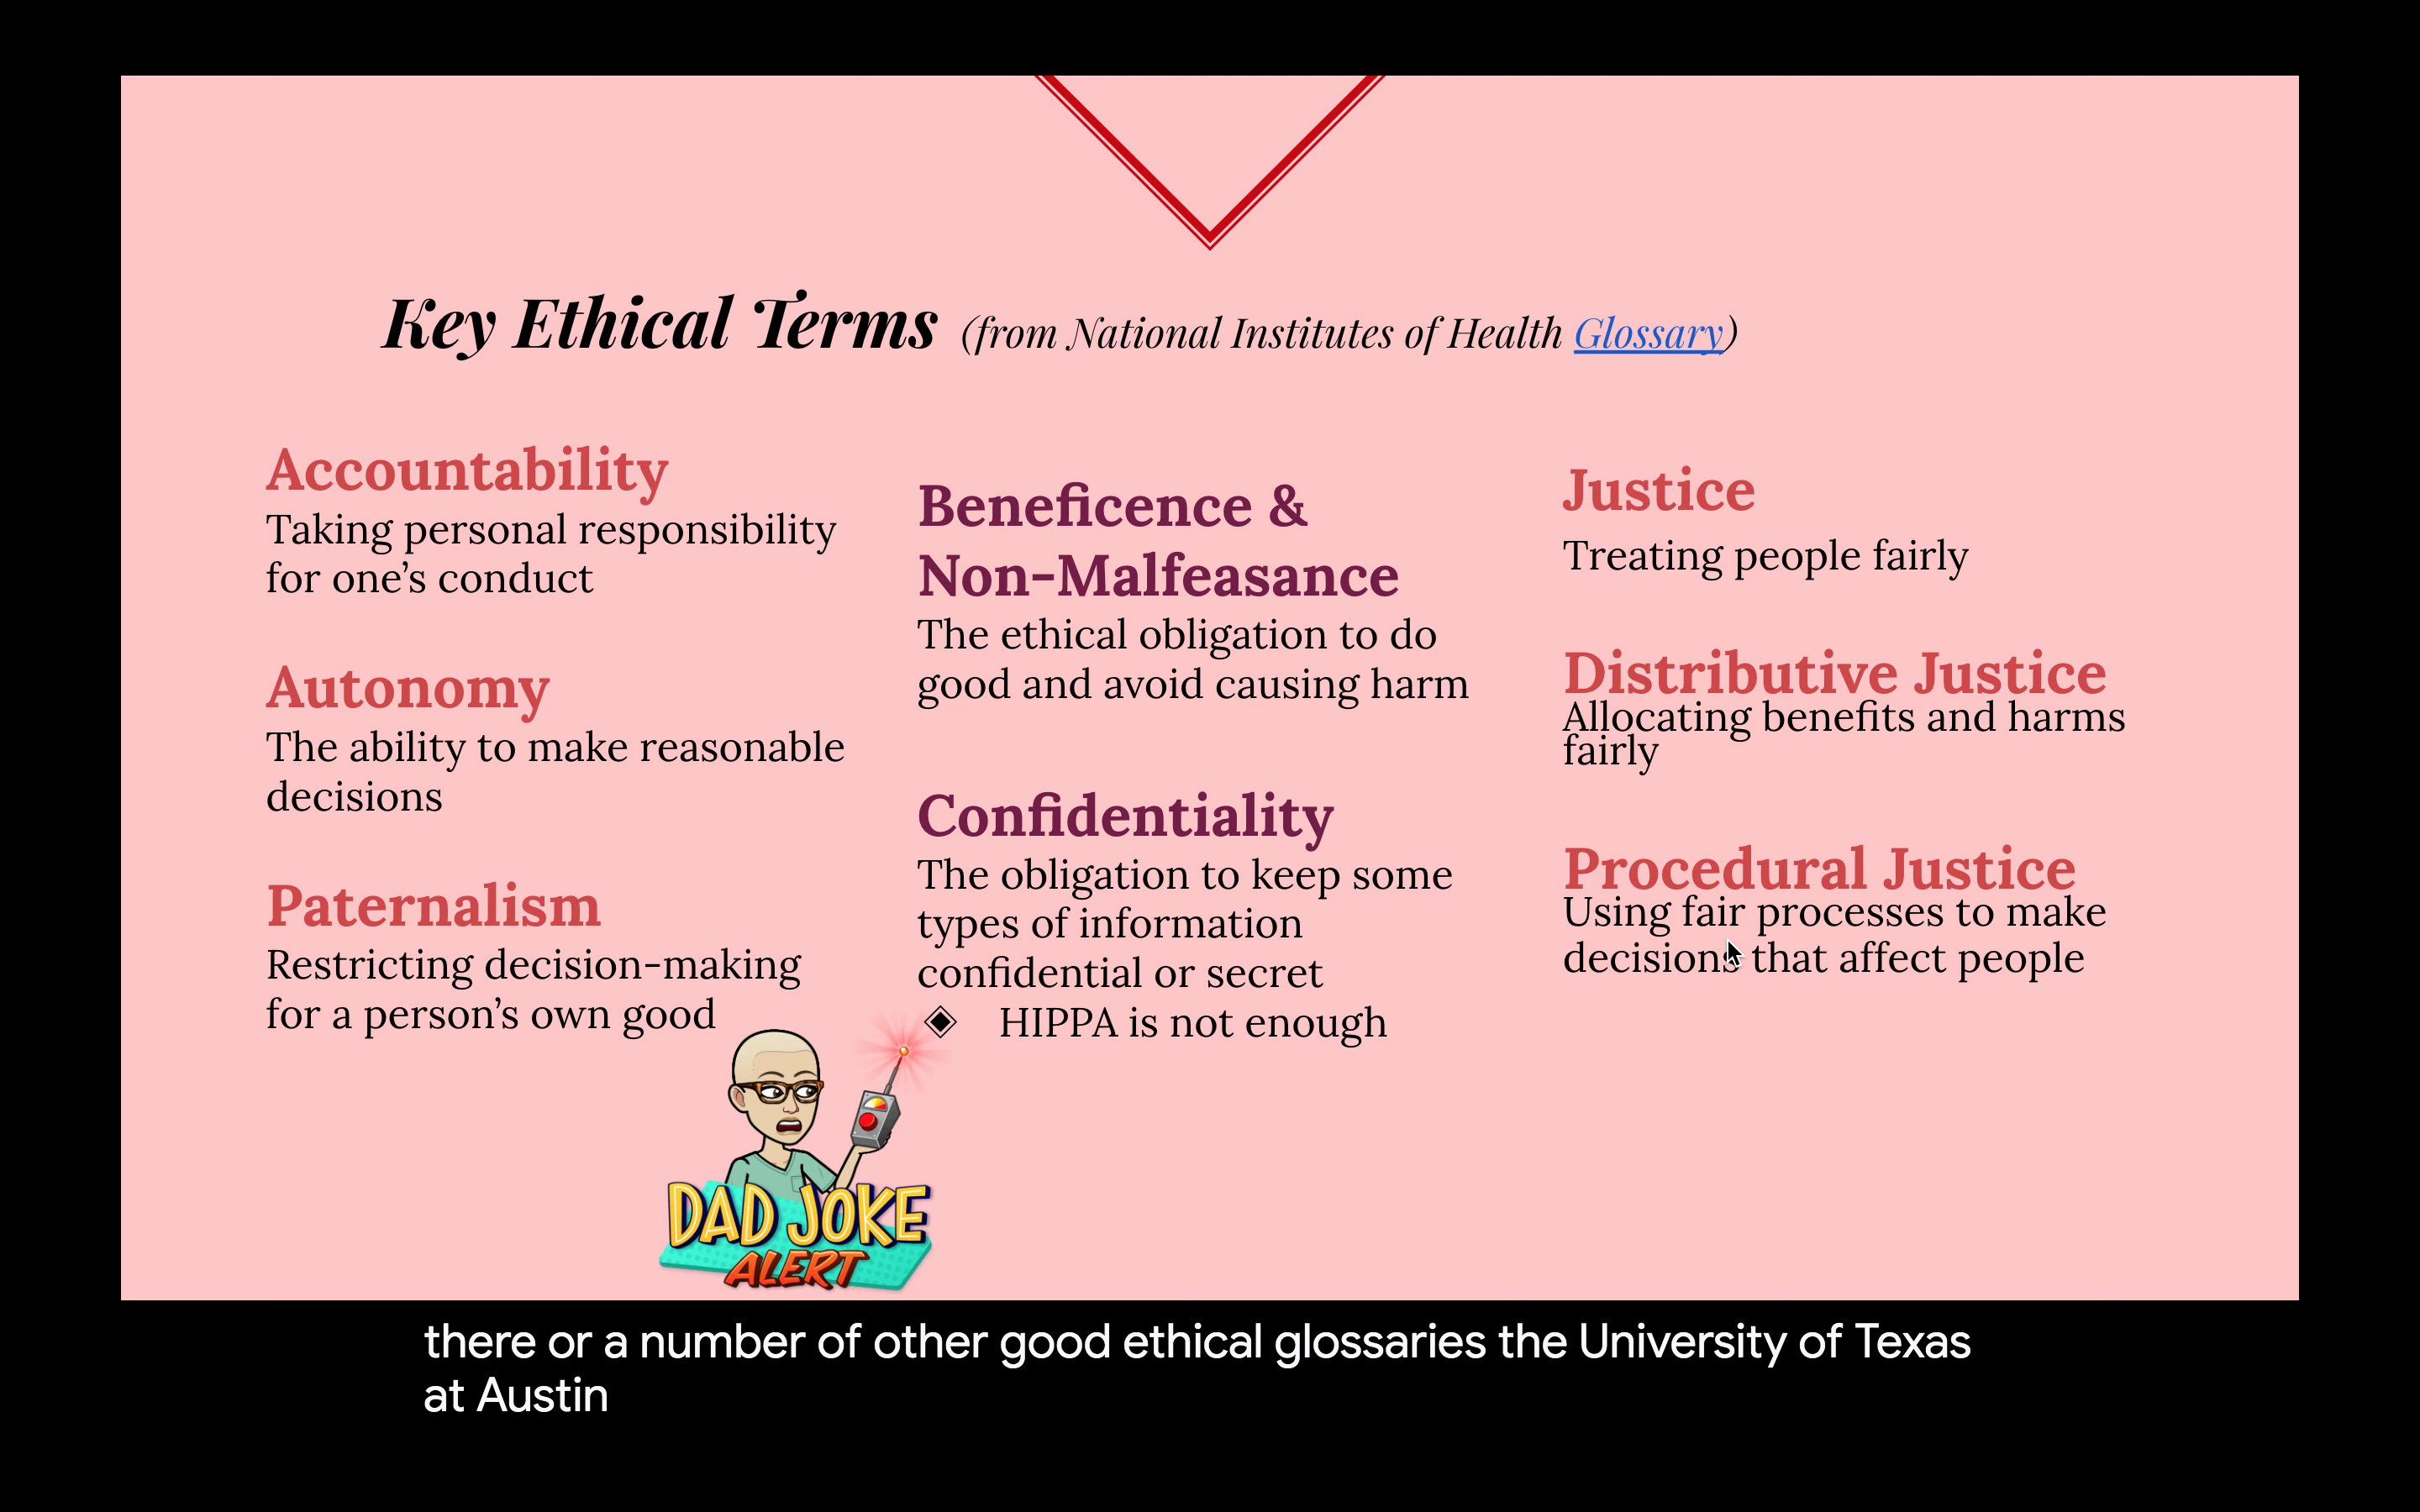 Key Ethical Terms (from National Institutes of Health Glossary)
Accountability
Taking personal responsibility
for one’s conduct
Autonomy
The ability to make reasonable
decisions
Paternalism
Restricting decision-making
for a person’s own good
Beneficence &
Non-Malfeasance
The ethical obligation to do
good and avoid causing harm
Confidentiality
The obligation to keep some
types of information
confidential or secret
◈ HIPPA is not enough
Justice
Treating people fairly
Distributive Justice
Allocating benefits and harms
fairly
Procedural Justice
Using fair processes to make
decisions that affect people
DAD JOKE
ALERT
there or a number of other good ethical glossaries the University of Texas
at Austin